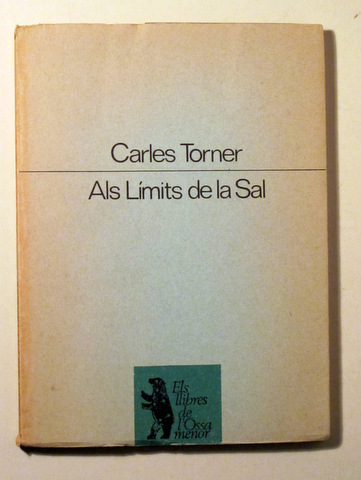 Carles Torner
Als Límits de la Sal
Els
llibres
de
l'Ossa
menor